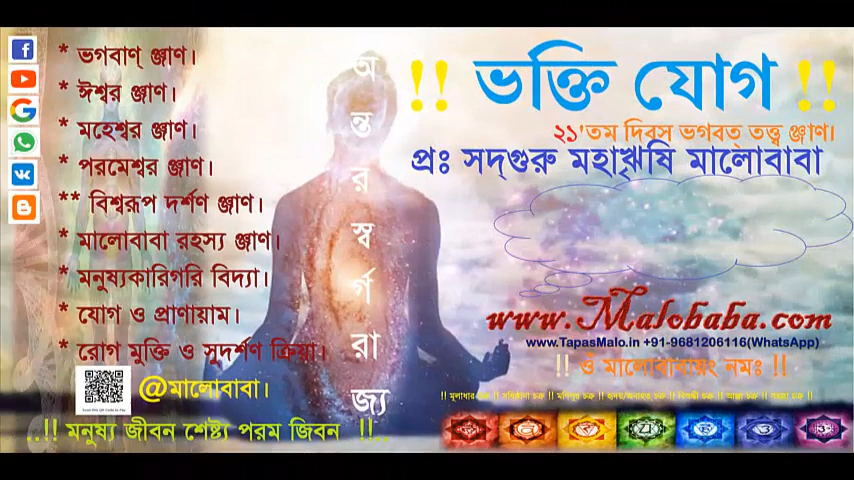 * ভগবাণ্ জ্ঞাণ।
* ঈশ্বর জ্ঞাণ।
* মহেশ্বর জ্ঞাণ।
* পরমেশ্বর জ্ঞাণ।
** বিশ্বরূপ দর্শণ জ্ঞাণ।
* মালোবাবা রহস্য জ্ঞাণ।
* মনুষ্যকারিগরি বিদ্যা।
* যোগ ও প্রাণায়াম।
* রোগ মুক্তি ও সুদর্শণ ক্রিয়া।
@মালোবাবা।
..!! মনুষ্য জীবন শেষ্ট্য পরম জিবন !!..
অ
ন্ত
র
স্ব
র্গ
রা
জ্য
!! ভক্তি যোগ !!
২১'তম দিবস ভগবত্ তত্ত্ব জ্ঞাণ।
প্রঃ সদ্‌গুরু মহাঋষি মালোবাবা
www.Malobaba.com
www.TapasMalo.in +91-9681206116(WhatsApp)
!! ওঁ মালোবাবায়ং নমঃ !!